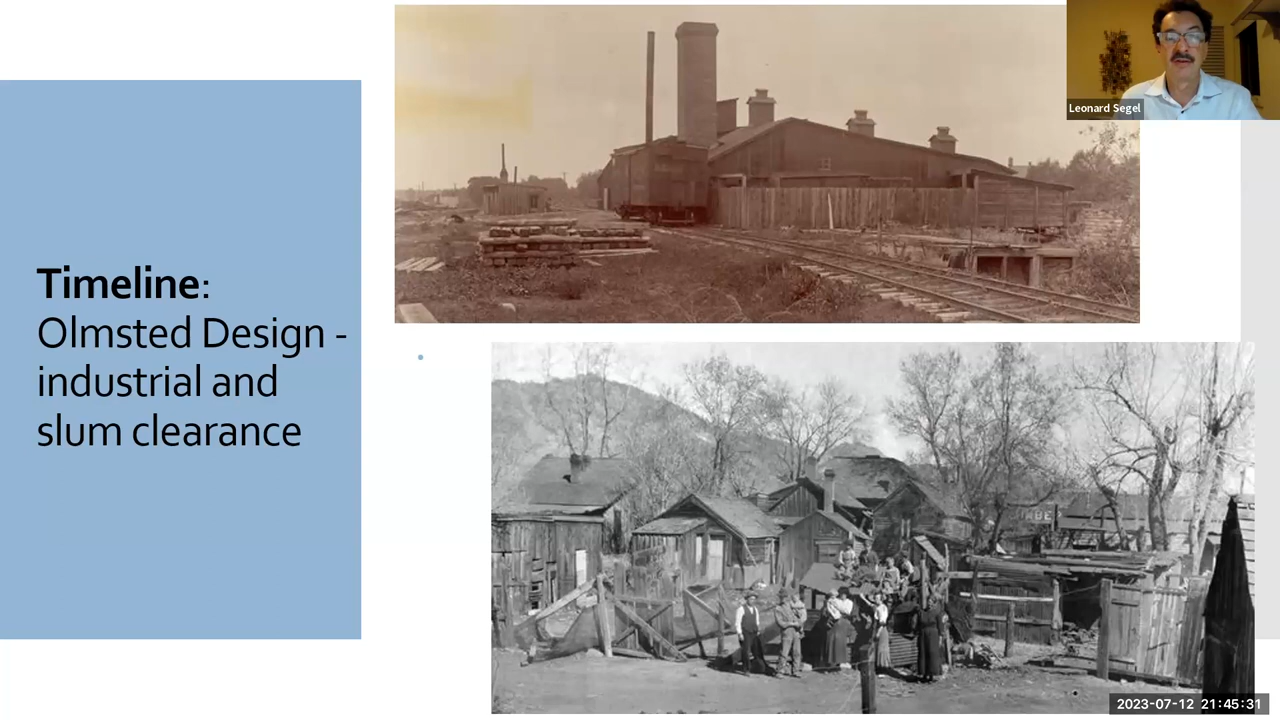 Leonard Segel
Timeline:
Olmsted Design -
industrial and
slum clearance
2023-07-12 21:45:31